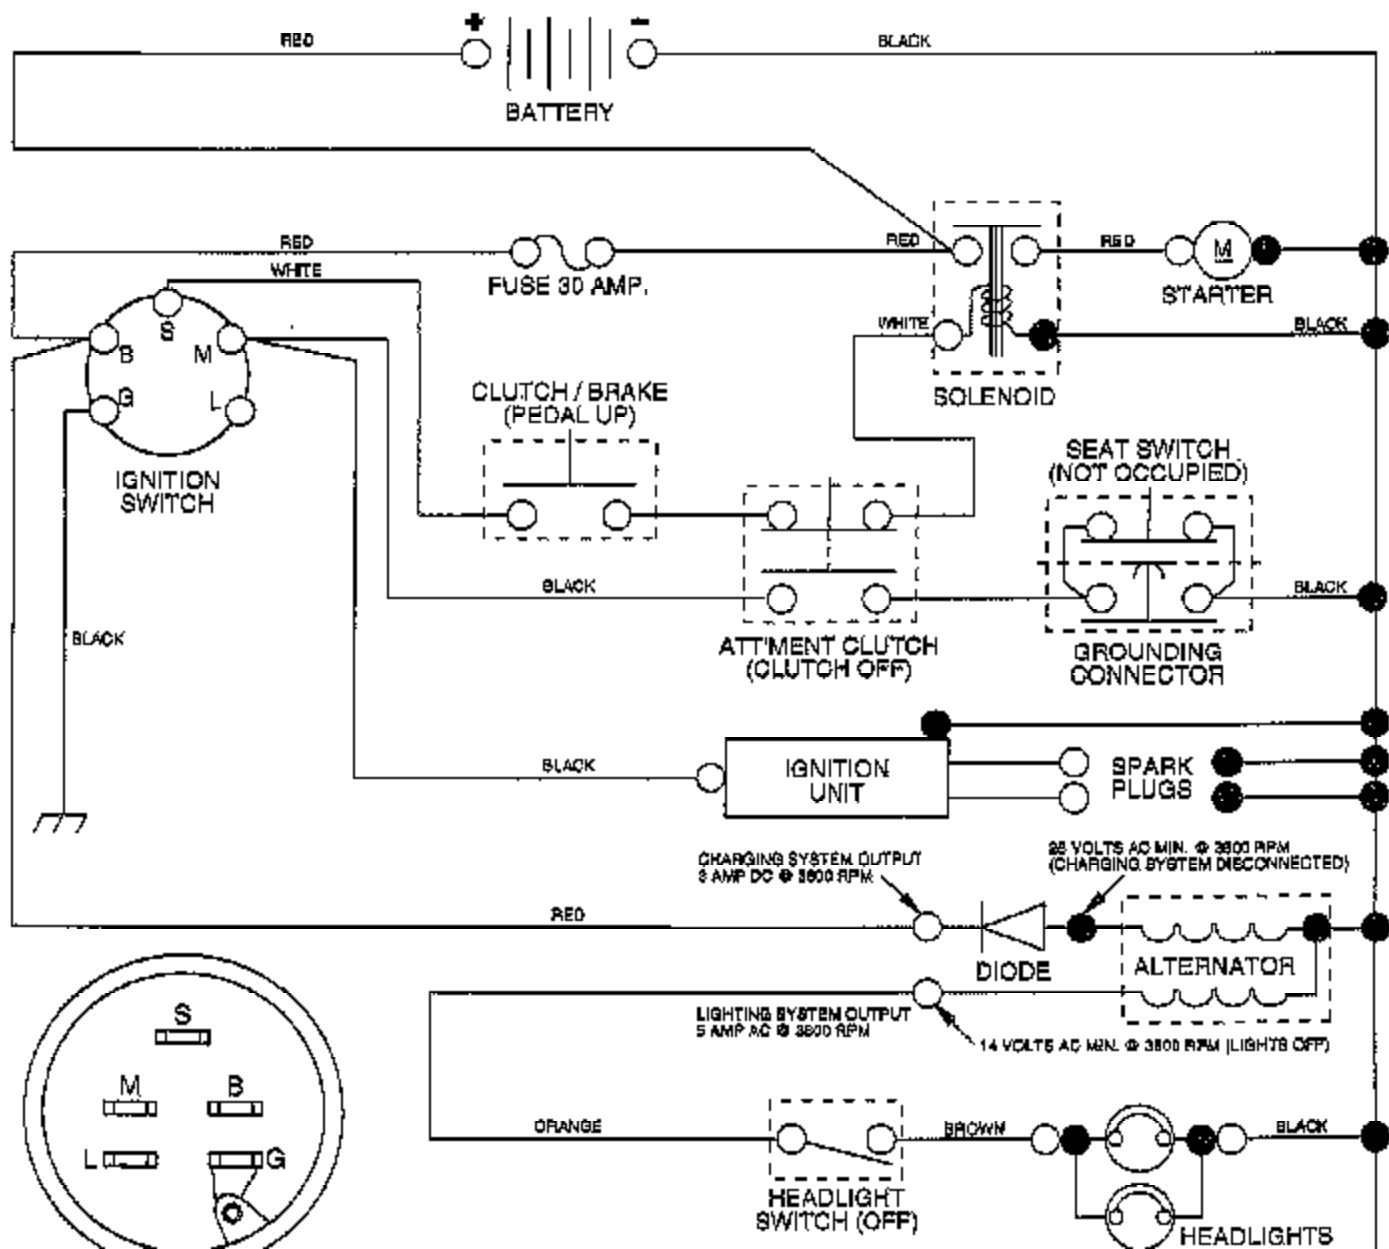 + -
RED
BLACK
BATTERY
RED
RED
RED
M
FUSE 30 AMP.
STARTER
WHITE
S
B M
G L
WHITE
BLACK
SOLENOID
IGNITION
SWITCH
CLUTCH / BRAKE
(PEDAL UP)
SEAT SWITCH
(NOT OCCUPIED)
BLACK
BLACK
BLACK
ATT'MENT CLUTCH
(CLUTCH OFF)
GROUNDING
CONNECTOR
BLACK
IGNITION
UNIT
SPARK
PLUGS
CHARGING SYSTEM OUTPUT
3 AMP DC @ 3600 RPM
28 VOLTS AC MIN. @ 3600 RPM
(CHARGING SYSTEM DISCONNECTED)
RED
DIODE
ALTERNATOR
LIGHTING SYSTEM OUTPUT
5 AMP AC @ 3600 RPM
14 VOLTS AC MIN. @ 3600 RPM (LIGHTS OFF)
S
M B
L G
ORANGE
BROWN
BLACK
HEADLIGHT
SWITCH (OFF)
HEADLIGHTS